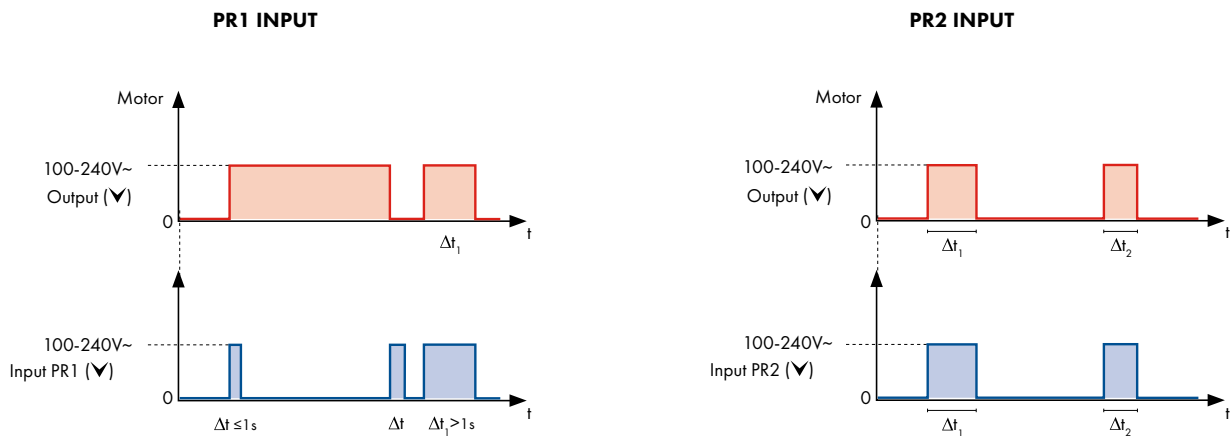 PR1 INPUT
Motor
100-240V~
Output (⮟)
0
t
Δt₁
100-240V~
Input PR1 (⮟)
0
t
Δt ≤1s
Δt
Δt₁>1s
PR2 INPUT
Motor
100-240V~
Output (⮟)
0
t
Δt₁
Δt₂
100-240V~
Input PR2 (⮟)
0
t
Δt₁
Δt₂